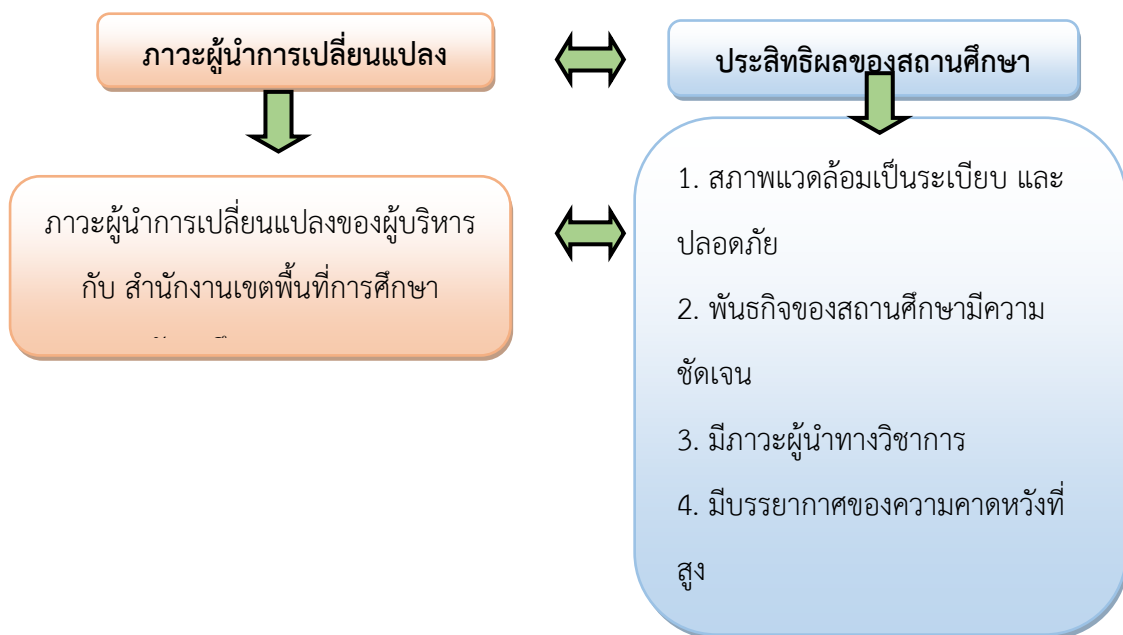 ภาวะผู้นำการเปลี่ยนแปลง
ประสิทธิผลของสถานศึกษา
ภาวะผู้นำการเปลี่ยนแปลงของผู้บริหาร
กับ สำนักงานเขตพื้นที่การศึกษา
1. สภาพแวดล้อมเป็นระเบียบ และ
ปลอดภัย
2. พันธกิจของสถานศึกษามีความ
ชัดเจน
3. มีภาวะผู้นำทางวิชาการ
4. มีบรรยากาศของความคาดหวังที่
สูง